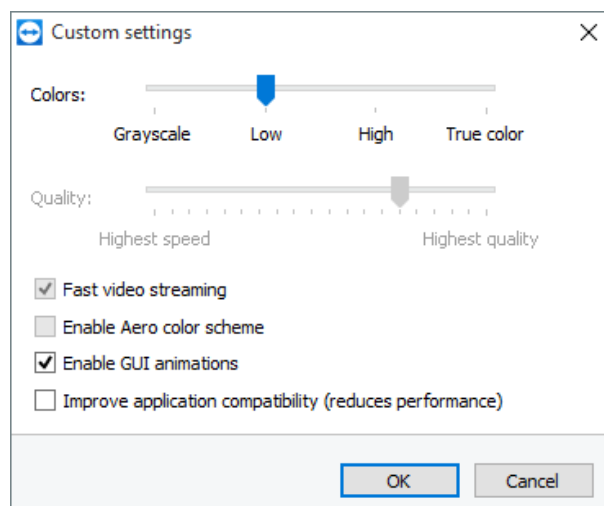 Custom settings
Colors:
Grayscale Low High True color
Quality:
Highest speed Highest quality
Fast video streaming
Enable Aero color scheme
Enable GUI animations
Improve application compatibility (reduces performance)
OK Cancel